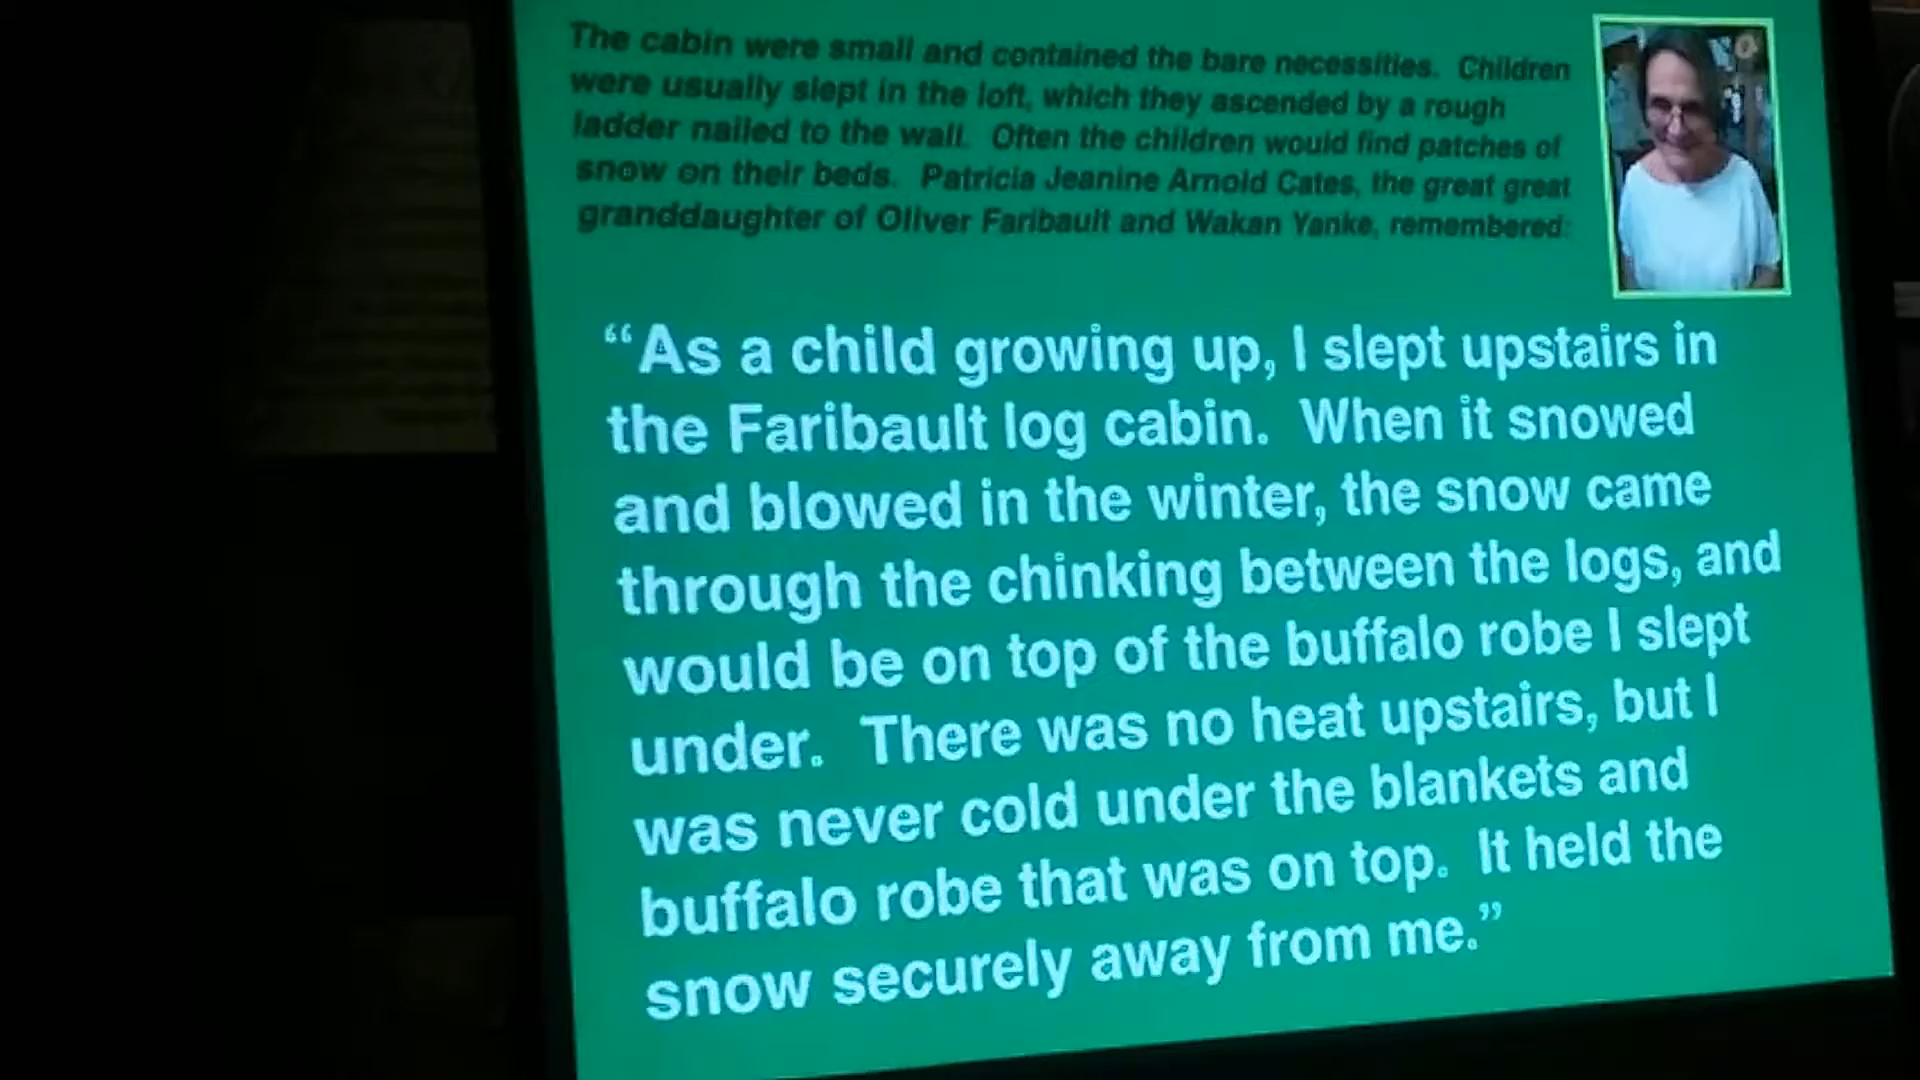 The cabin were small and contained the bare necessities. Children
were usually slept in the loft, which they ascended by a rough
ladder nailed to the wall. Often the children would find patches of
snow on their beds. Patricia Jeanine Arnold Cates, the great great
granddaughter of Oliver Faribault and Wakan Yanke, remembered:
“As a child growing up, I slept upstairs in
the Faribault log cabin. When it snowed
and blowed in the winter, the snow came
through the chinking between the logs, and
would be on top of the buffalo robe I slept
under. There was no heat upstairs, but I
was never cold under the blankets and
buffalo robe that was on top. It held the
snow securely away from me.”